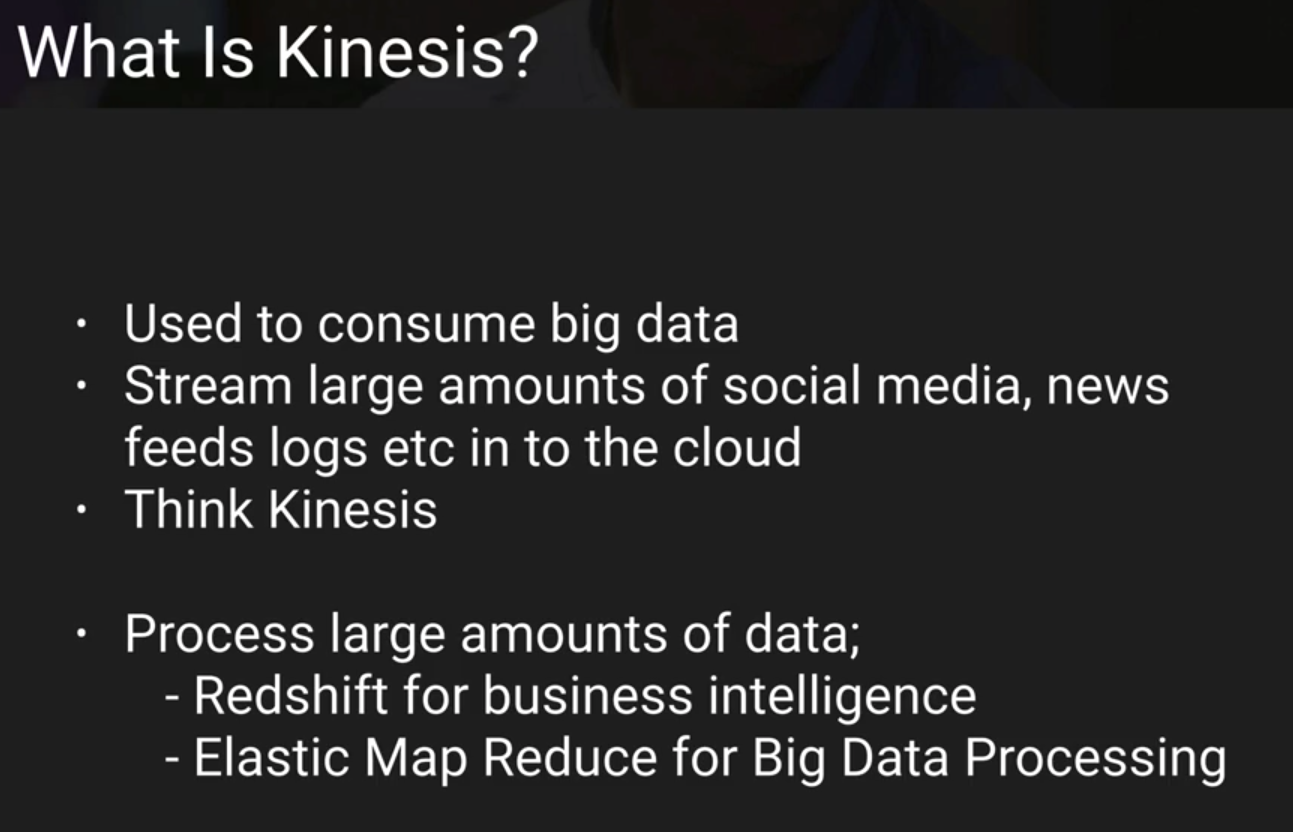 What Is Kinesis?
· Used to consume big data
· Stream large amounts of social media, news
feeds logs etc in to the cloud
· Think Kinesis
· Process large amounts of data;
- Redshift for business intelligence
- Elastic Map Reduce for Big Data Processing